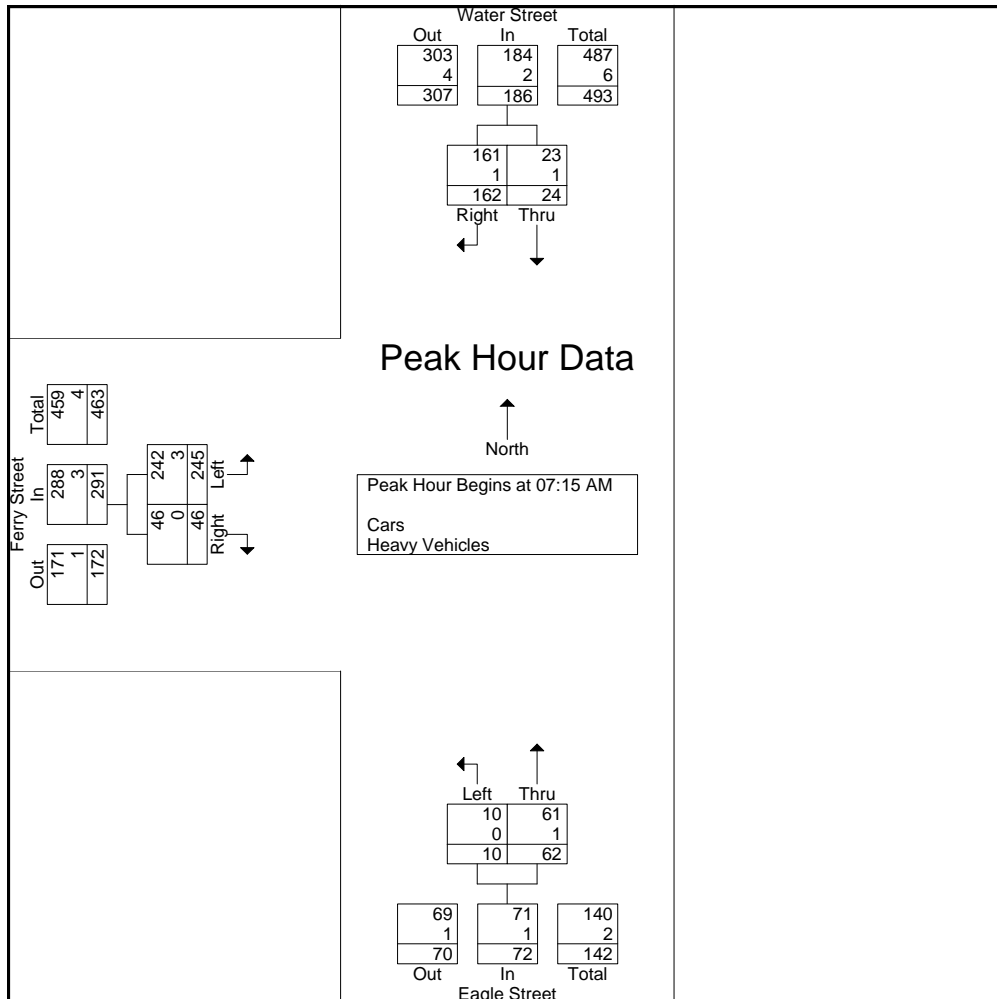 Water Street
Out In Total
303 184 487
4 2 6
307 186 493
161 23
1 1
162 24
Right Thru
Peak Hour Data
North
Peak Hour Begins at 07:15 AM
Cars
Heavy Vehicles
Ferry Street
Out In Total
171 288 459
1 3 4
172 291 463
46 242
0 3
46 245
Right Left
Left Thru
10 61
0 1
10 62
69 71 140
1 1 2
70 72 142
Out In Total
Eagle Street